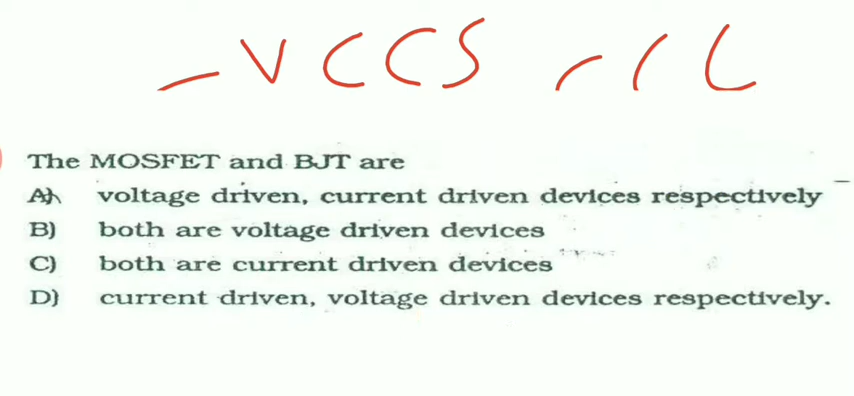 - VCCS
The MOSFET and BJT are
A) voltage driven, current driven devices respectively
B) both are voltage driven devices
C) both are current driven devices
D) current driven, voltage driven devices respectively.